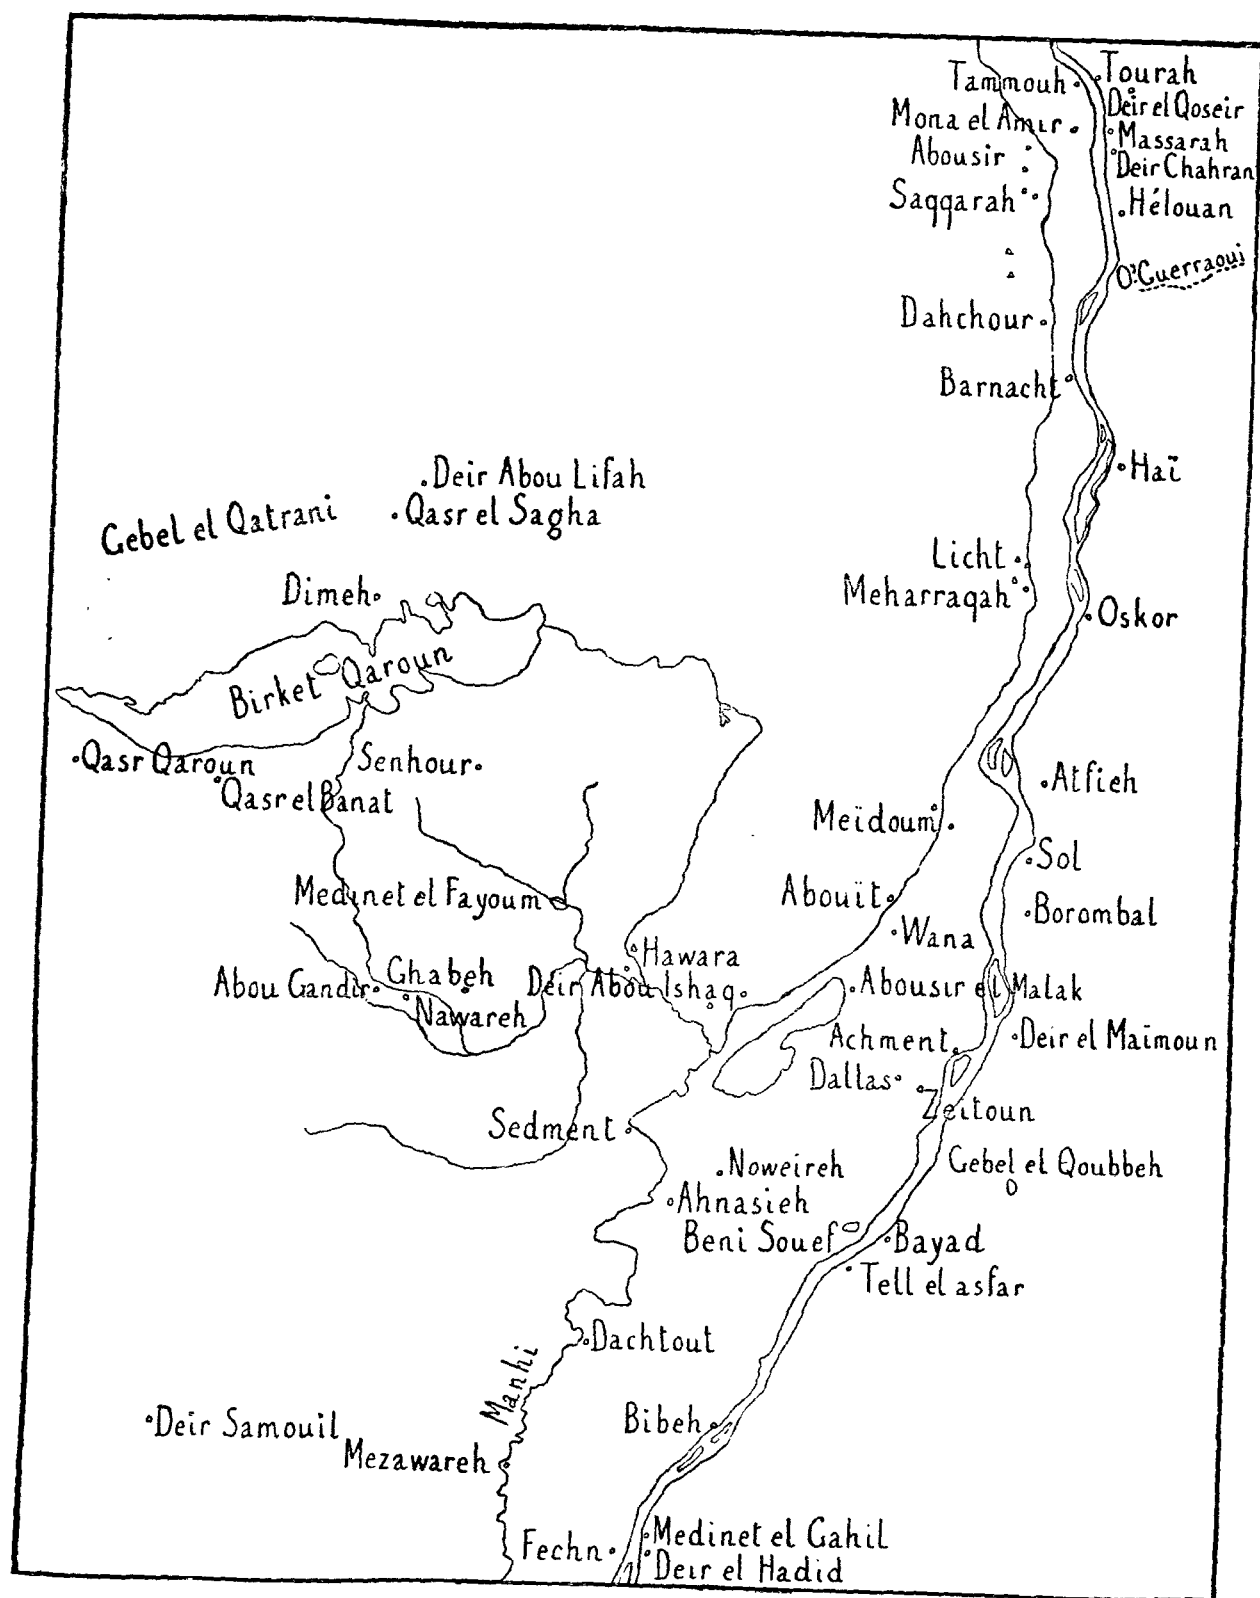 Tammouh
Tourah
Deir el Qoseir
Mona el Amir
Massarah
Abousir
Deir Chahran
Saqqarah
Hélouan
O. Guerraoui
Dahchour
Barnacht
Haï
Deir Abou Lifah
Gebel el Qatrani
Qasr el Sagha
Licht
Dimeh
Meharraqah
Oskor
Birket Qaroun
Qasr Qaroun
Senhour
Atfieh
Qasr el Banat
Meïdoum
Sol
Medinet el Fayoum
Abouït
Borombal
Wana
Hawara
Abou Gandir
Ghabeh
Deir Abou Ishaq
Abousir el Malak
Nawareh
Achment
Deir el Maïmoun
Dallas
Zeitoun
Sedment
Noweireh
Gebel el Qoubbeh
Ahnasieh
Beni Souef
Bayad
Tell el asfar
Dachtout
Manhi
Deir Samouil
Bibeh
Mezawareh
Fechn
Medinet el Gahil
Deir el Hadid